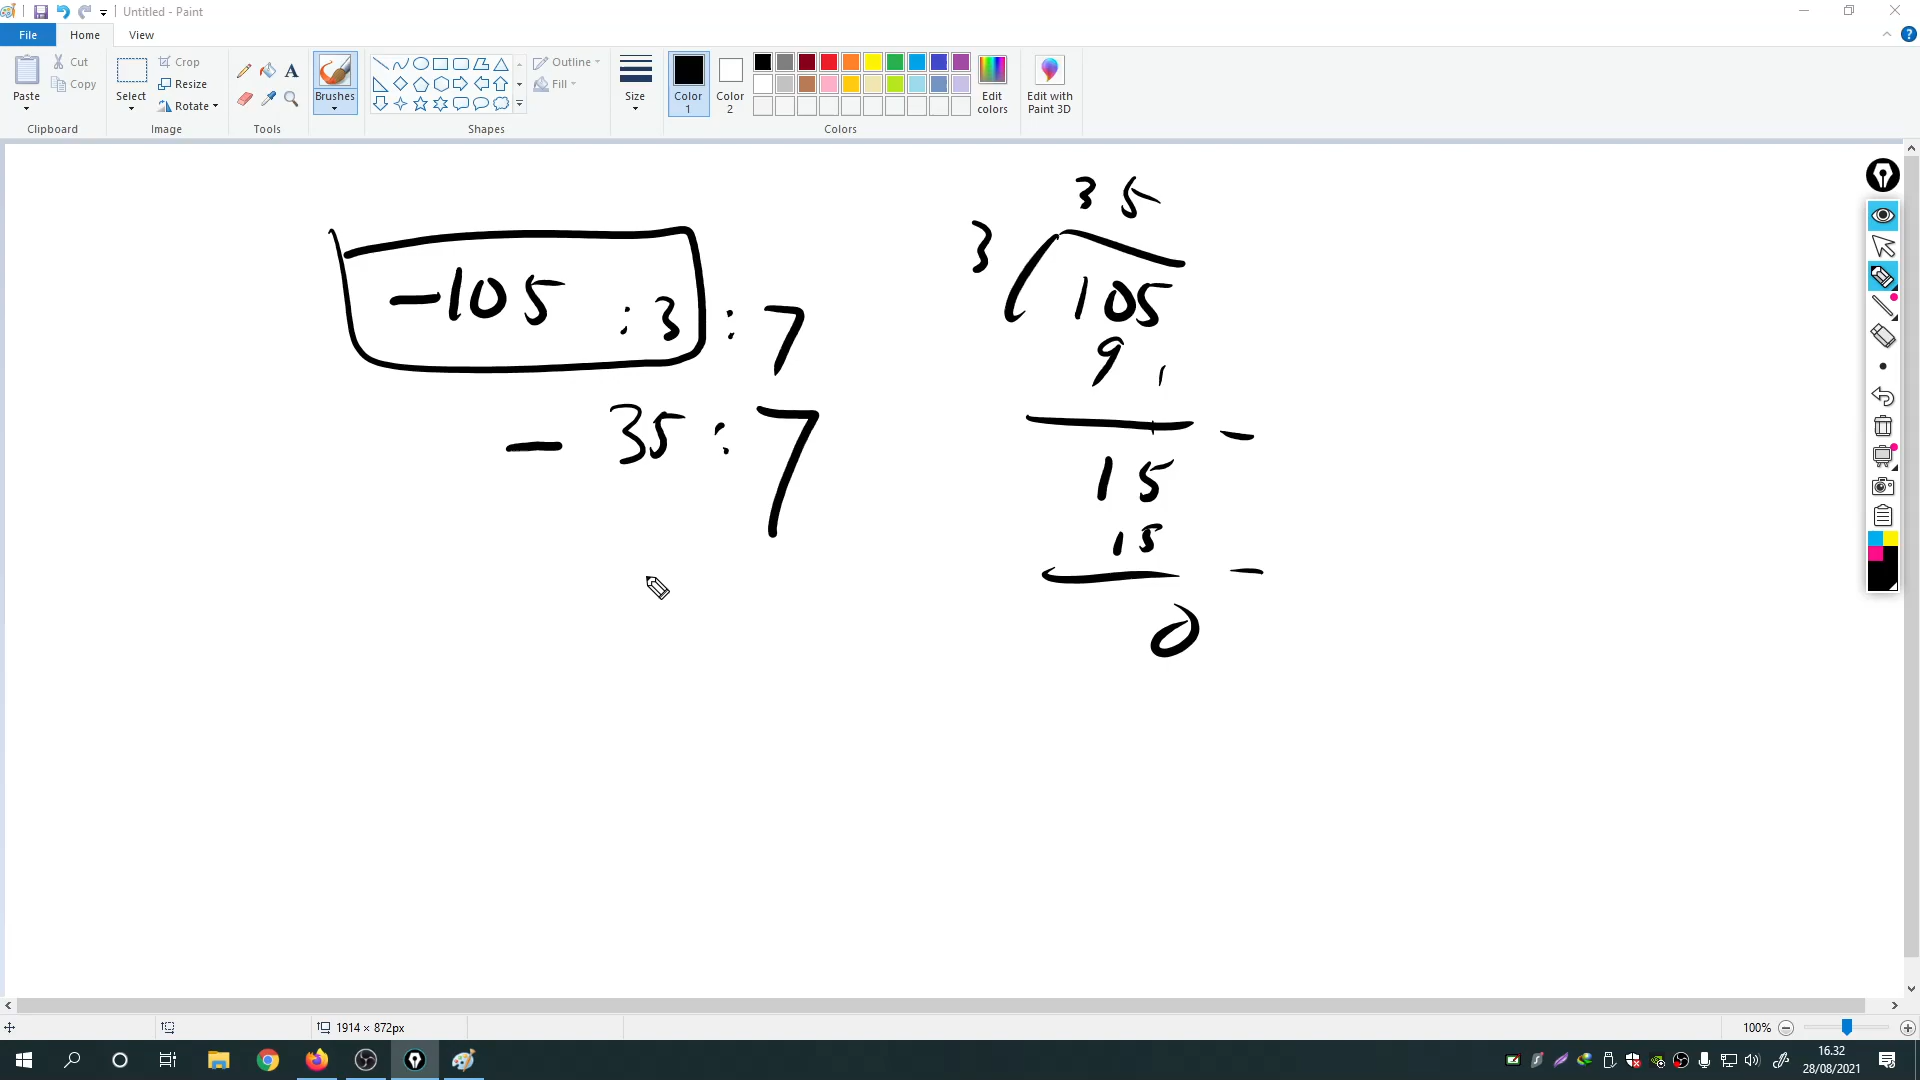 Untitled - Paint
File
Home
View
Paste
Cut
Copy
Clipboard
Select
Crop
Resize
Rotate
Image
A
Tools
Brushes
Shapes
Outline
Fill
Size
Color 1
Color 2
Colors
Edit colors
Edit with Paint 3D
-105 : 3 : 7
- 35 : 7
3 5
3
105
9
15 -
15
0 -
1914 × 872px
100%
16.32
28/08/2021